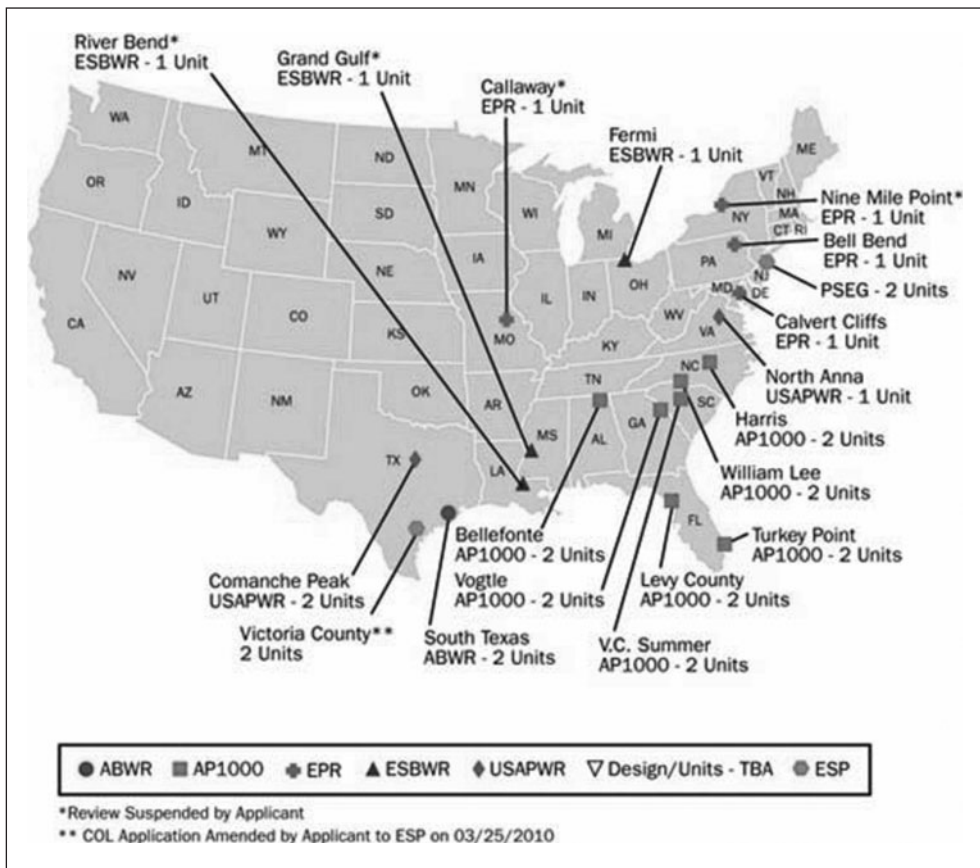 River Bend*
ESBWR - 1 Unit
Grand Gulf*
ESBWR - 1 Unit
Callaway*
EPR - 1 Unit
Fermi
ESBWR - 1 Unit
Nine Mile Point*
EPR - 1 Unit
Bell Bend
EPR - 1 Unit
PSEG - 2 Units
Calvert Cliffs
EPR - 1 Unit
North Anna
USAPWR - 1 Unit
Harris
AP1000 - 2 Units
William Lee
AP1000 - 2 Units
Turkey Point
AP1000 - 2 Units
Levy County
AP1000 - 2 Units
V.C. Summer
AP1000 - 2 Units
Bellefonte
AP1000 - 2 Units
Vogtle
AP1000 - 2 Units
South Texas
ABWR - 2 Units
Comanche Peak
USAPWR - 2 Units
Victoria County**
2 Units
WA
MT
ND
MN
ME
OR
ID
SD
WI
MI
VT
NH
NY
MA
CT
RI
WY
NE
IA
PA
NJ
NV
UT
CO
KS
IL
IN
OH
MD
DE
WV
VA
CA
MO
KY
AZ
NM
OK
AR
TN
NC
SC
TX
LA
MS
AL
GA
FL
ABWR
AP1000
EPR
ESBWR
USAPWR
Design/Units - TBA
ESP
*Review Suspended by Applicant
** COL Application Amended by Applicant to ESP on 03/25/2010